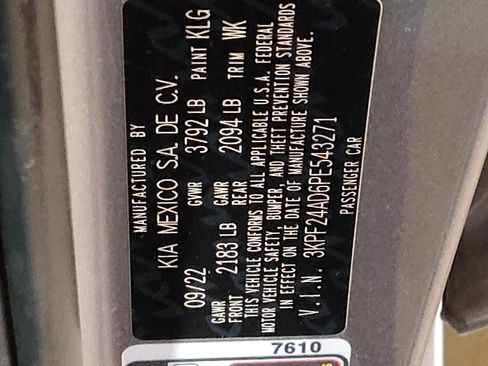 MANUFACTURED BY
KIA MEXICO S.A. DE C.V.
09/22 GVWR 3792 LB PAINT KLG
GAWR FRONT 2183 LB GAWR REAR 2094 LB TRIM WK
THIS VEHICLE CONFORMS TO ALL APPLICABLE U.S.A. FEDERAL
MOTOR VEHICLE SAFETY, BUMPER, AND THEFT PREVENTION STANDARDS
IN EFFECT ON THE DATE OF MANUFACTURE SHOWN ABOVE.
V.I.N. 3KPF24AD6PE543271
PASSENGER CAR
7610